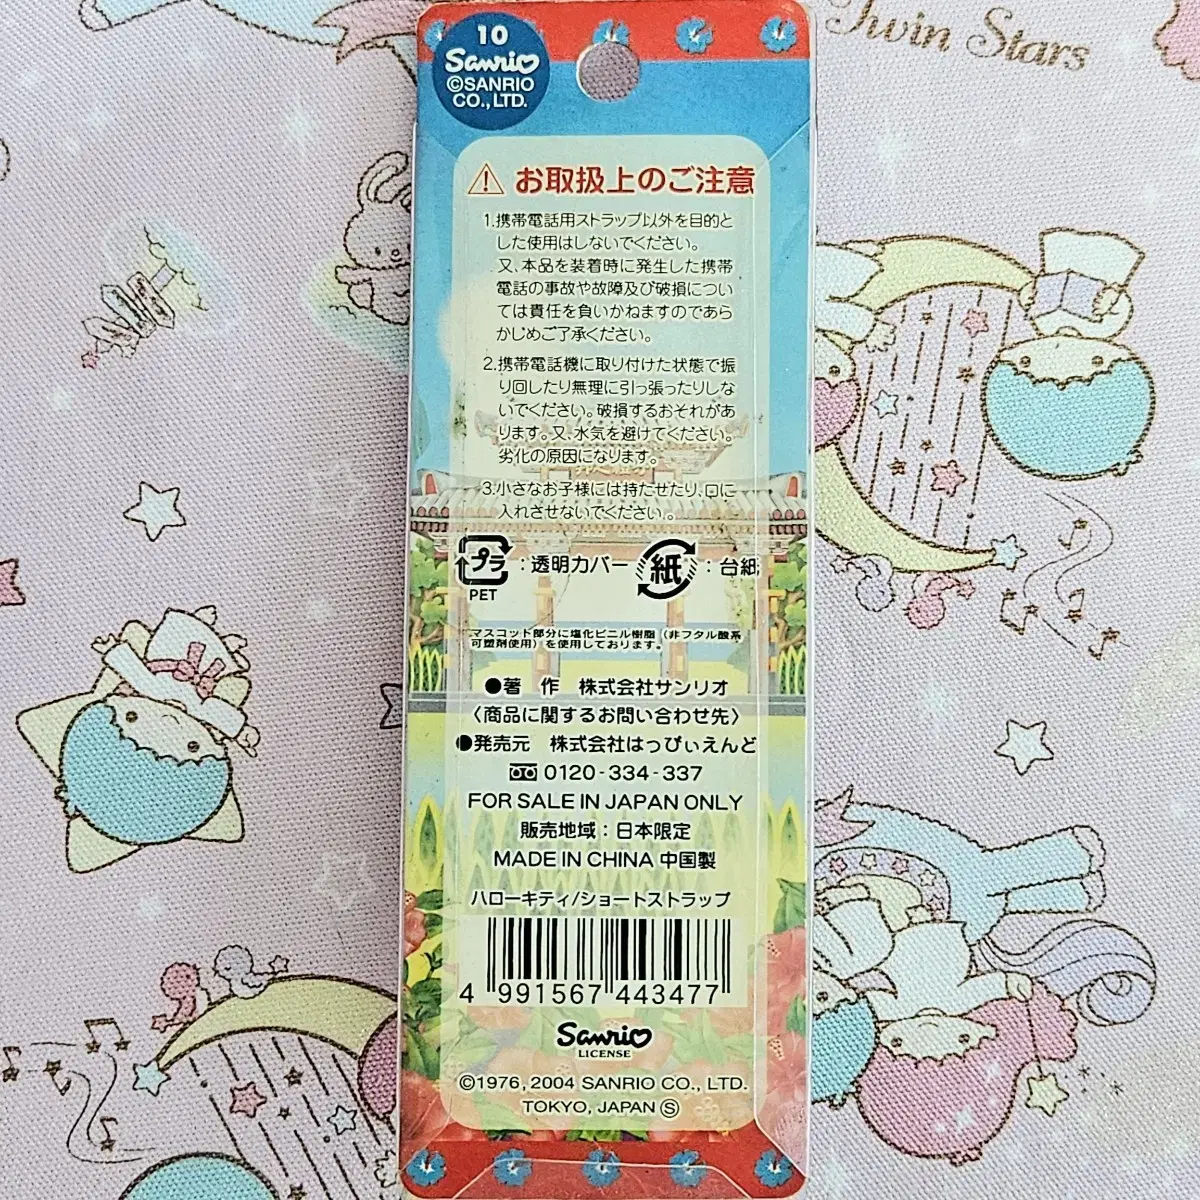 Twin Stars
10
Sanrio
©SANRIO
CO.,LTD.
お取扱上のご注意
1.携帯電話用ストラップ以外を目的と
した使用はしないでください。
又、本品を装着時に発生した携帯
電話の事故や故障及び破損につい
ては責任を負いかねますのであら
かじめご了承ください。
2.携帯電話機に取り付けた状態で振
り回したり無理に引っ張ったりしな
いでください。破損するおそれがあ
ります。又、水気を避けてください。
劣化の原因になります。
3.小さなお子様には持たせたり、口に
入れさせないでください。
プラ :透明カバー 紙 :台紙
PET
マスコット部分に塩化ビニル樹脂(非フタル酸系
可塑剤使用)を使用しております。
●著 作 株式会社サンリオ
〈商品に関するお問い合わせ先〉
●発売元 株式会社はっぴぃえんど
0120-334-337
FOR SALE IN JAPAN ONLY
販売地域:日本限定
MADE IN CHINA 中国製
ハローキティ/ショートストラップ
4 991567 443477
Sanrio
LICENSE
©1976, 2004 SANRIO CO., LTD.
TOKYO, JAPAN Ⓢ